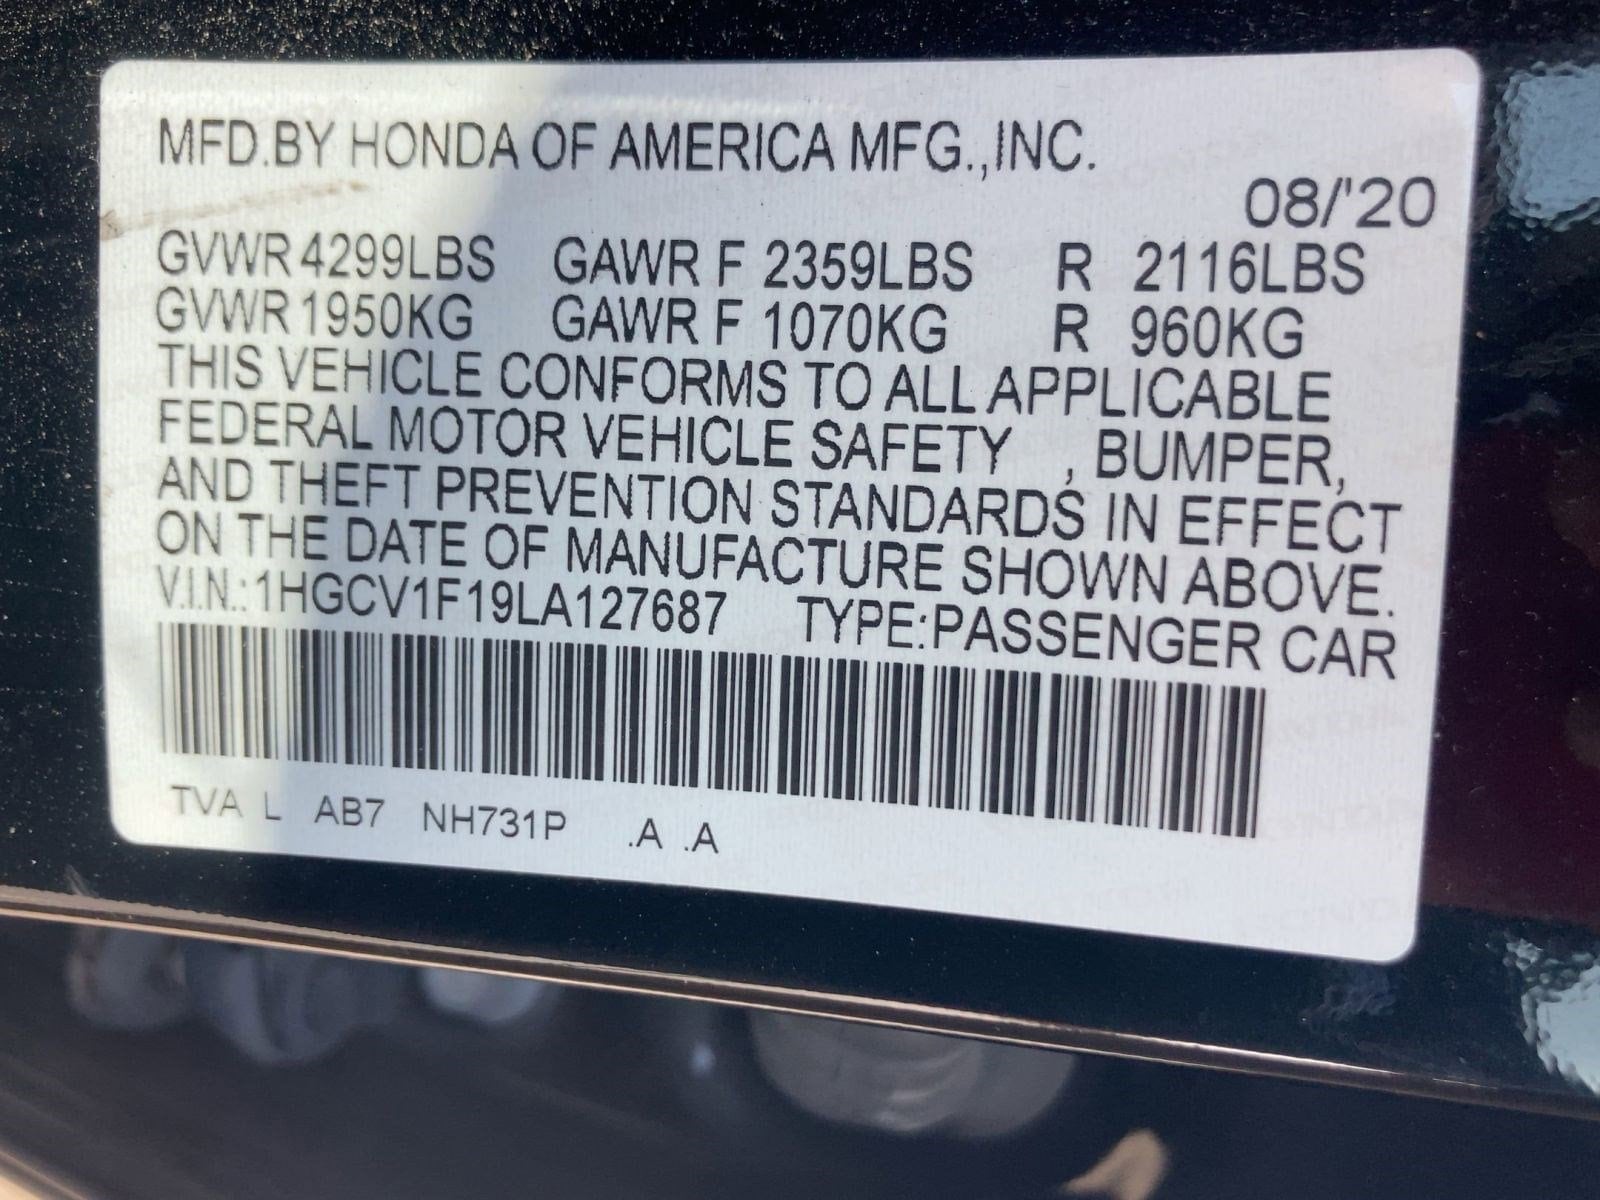 MFD.BY HONDA OF AMERICA MFG.,INC.
08/'20
GVWR 4299LBS GAWR F 2359LBS R 2116LBS
GVWR 1950KG GAWR F 1070KG R 960KG
THIS VEHICLE CONFORMS TO ALL APPLICABLE
FEDERAL MOTOR VEHICLE SAFETY , BUMPER,
AND THEFT PREVENTION STANDARDS IN EFFECT
ON THE DATE OF MANUFACTURE SHOWN ABOVE.
V.I.N.:1HGCV1F19LA127687 TYPE:PASSENGER CAR
TVA L AB7 NH731P .A .A